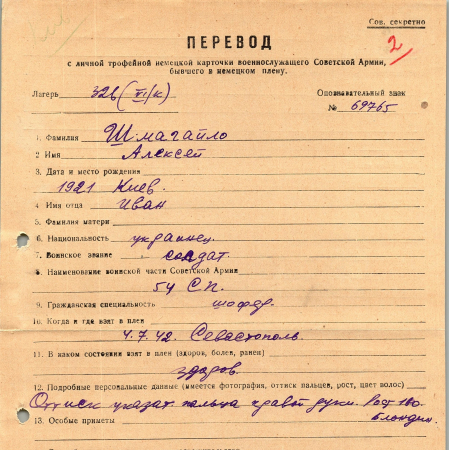 Сов. секретно
2
ПЕРЕВОД
с личной трофейной немецкой карточки военнослужащего Советской Армии,
бывшего в немецком плену.
Лагерь 326 (VI/K) Опознавательный знак
№ 69765
1. Фамилия Шмагайло
2 Имя Алексей
3. Дата и место рождения
1921 Киев.
4 Имя отца Иван
5. Фамилия матери
6. Национальность украинец.
7. Воинское звание солдат.
8. Наименование воинской части Советской Армии
54 СП.
9. Гражданская специальность шофер.
10. Когда и где взят в плен
4.7.42. Севастополь.
11. В каком состоянии взят в плен (здоров, болен, ранен)
здоров.
12. Подробные персональные данные (имеется фотография, оттиск пальцев, рост, цвет волос)
Оттиск указат. пальца правой руки. Рост 180.
блондин.
13. Особые приметы